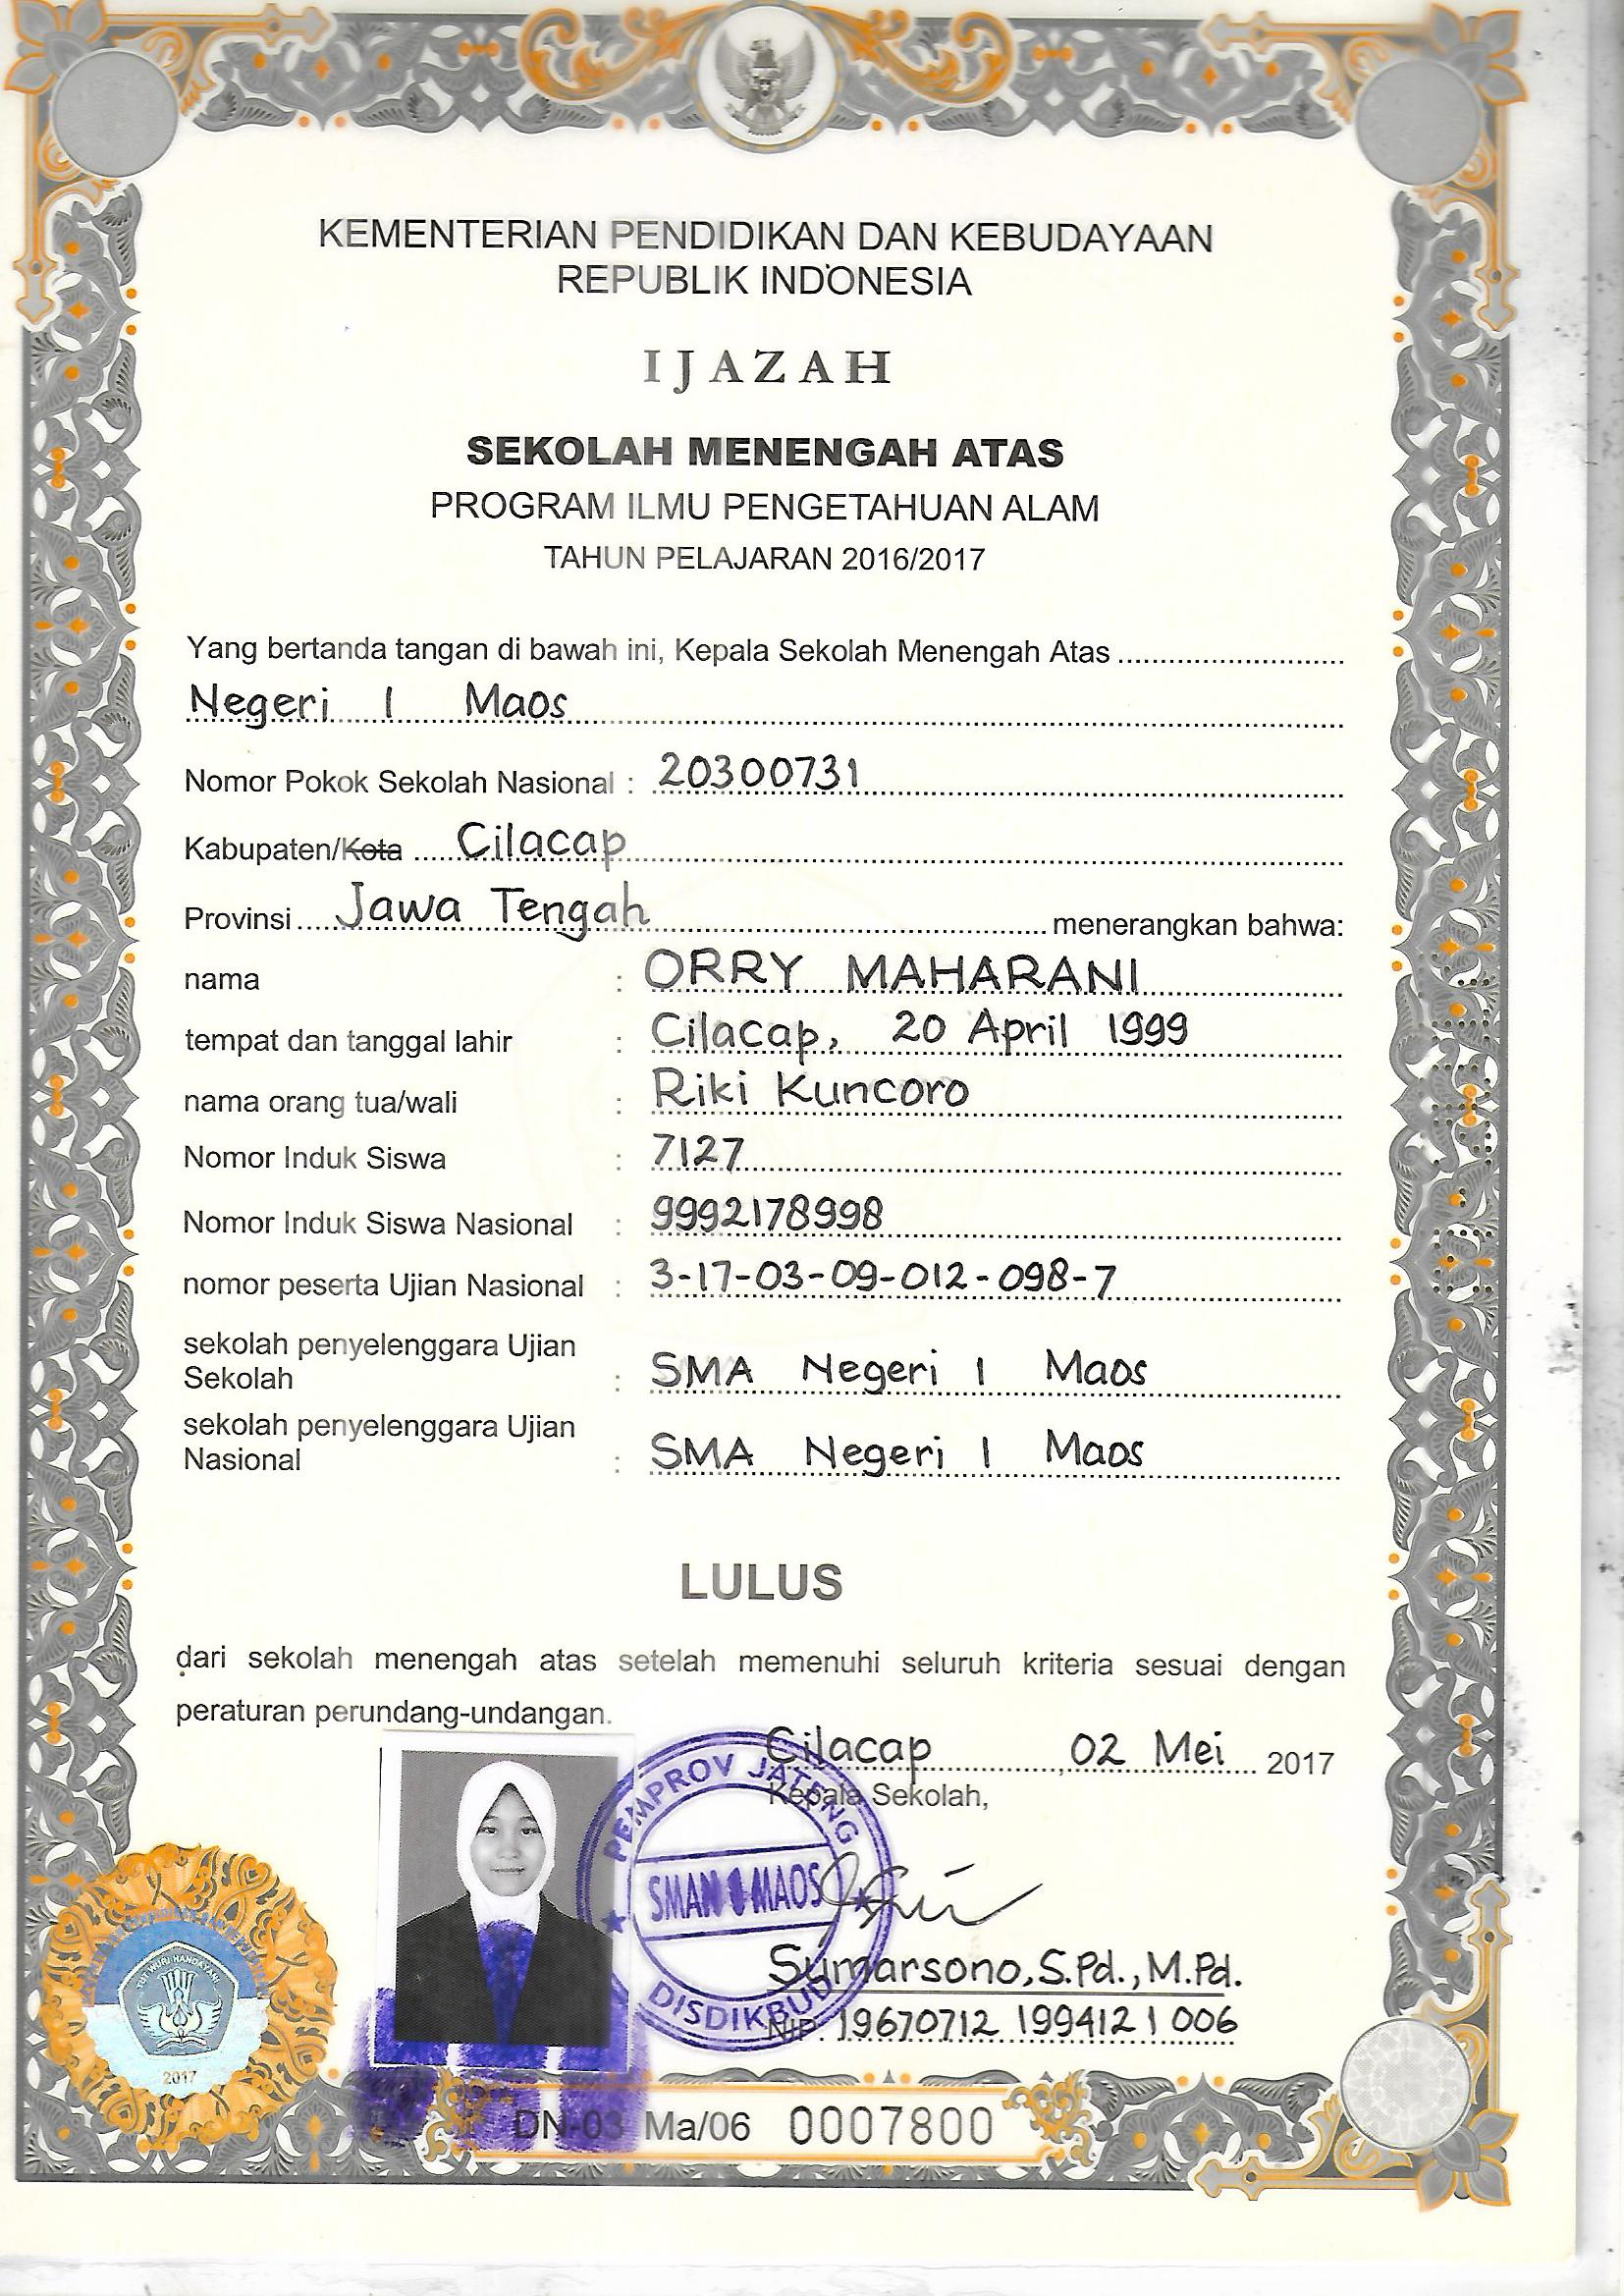 KEMENTERIAN PENDIDIKAN DAN KEBUDAYAAN
REPUBLIK INDONESIA
IJAZAH
SEKOLAH MENENGAH ATAS
PROGRAM ILMU PENGETAHUAN ALAM
TAHUN PELAJARAN 2016/2017
Yang bertanda tangan di bawah ini, Kepala Sekolah Menengah Atas
Negeri 1 Maos
Nomor Pokok Sekolah Nasional : 20300731
Kabupaten/Kota Cilacap
Provinsi Jawa Tengah menerangkan bahwa:
nama : ORRY MAHARANI
tempat dan tanggal lahir : Cilacap, 20 April 1999
nama orang tua/wali : Riki Kuncoro
Nomor Induk Siswa : 7127
Nomor Induk Siswa Nasional : 9992178998
nomor peserta Ujian Nasional : 3-17-03-09-012-098-7
sekolah penyelenggara Ujian
Sekolah : SMA Negeri 1 Maos
sekolah penyelenggara Ujian
Nasional : SMA Negeri 1 Maos
LULUS
dari sekolah menengah atas setelah memenuhi seluruh kriteria sesuai dengan
peraturan perundang-undangan.
Cilacap, 02 Mei 2017
Kepala Sekolah,
PEMPROV JATENG
SMAN 1 MAOS
DISDIKBUD
Sumarsono, S.Pd., M.Pd.
NIP. 19670712 199412 1 006
TUT WURI HANDAYANI
2017
DN-03 Ma/06 0007800